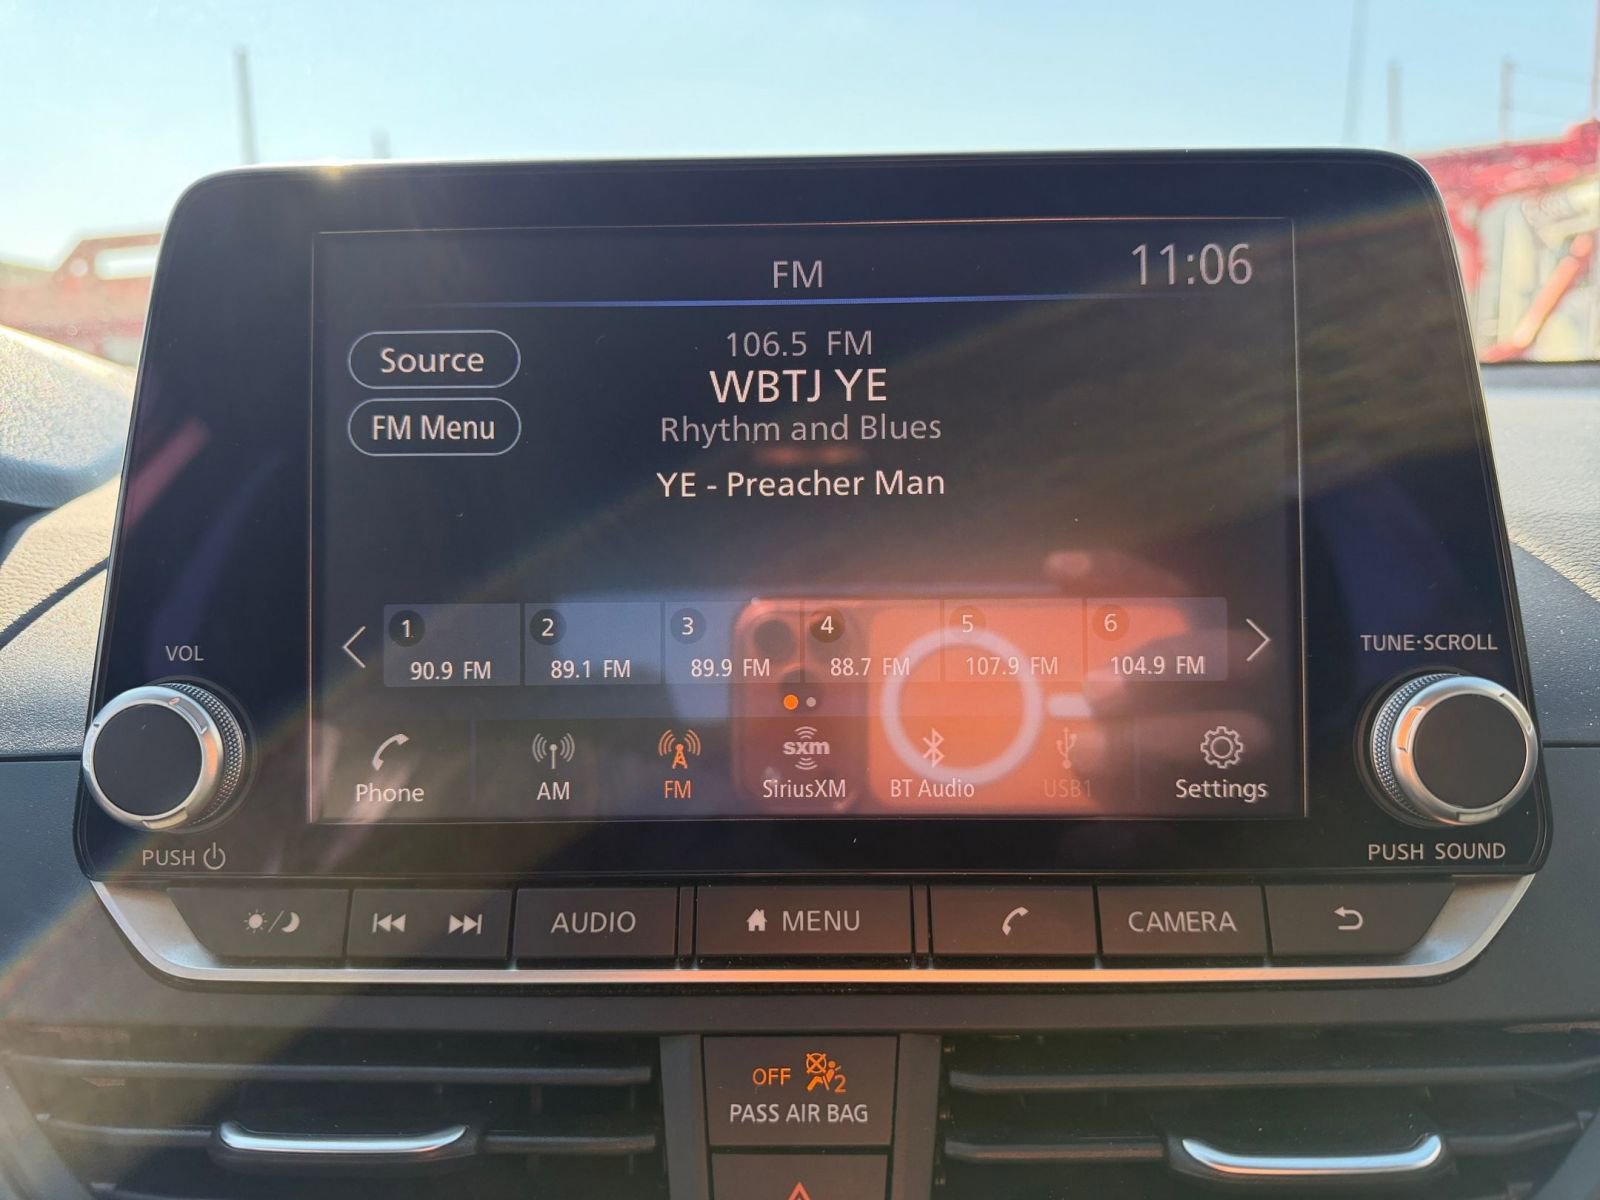 FM
11:06
Source
FM Menu
106.5 FM
WBTJ YE
Rhythm and Blues
YE - Preacher Man
1
90.9 FM
2
89.1 FM
3
89.9 FM
4
88.7 FM
5
107.9 FM
6
104.9 FM
Phone
AM
FM
sxm
SiriusXM
BT Audio
USB1
Settings
VOL
PUSH
TUNE·SCROLL
PUSH SOUND
AUDIO
MENU
CAMERA
OFF
2
PASS AIR BAG